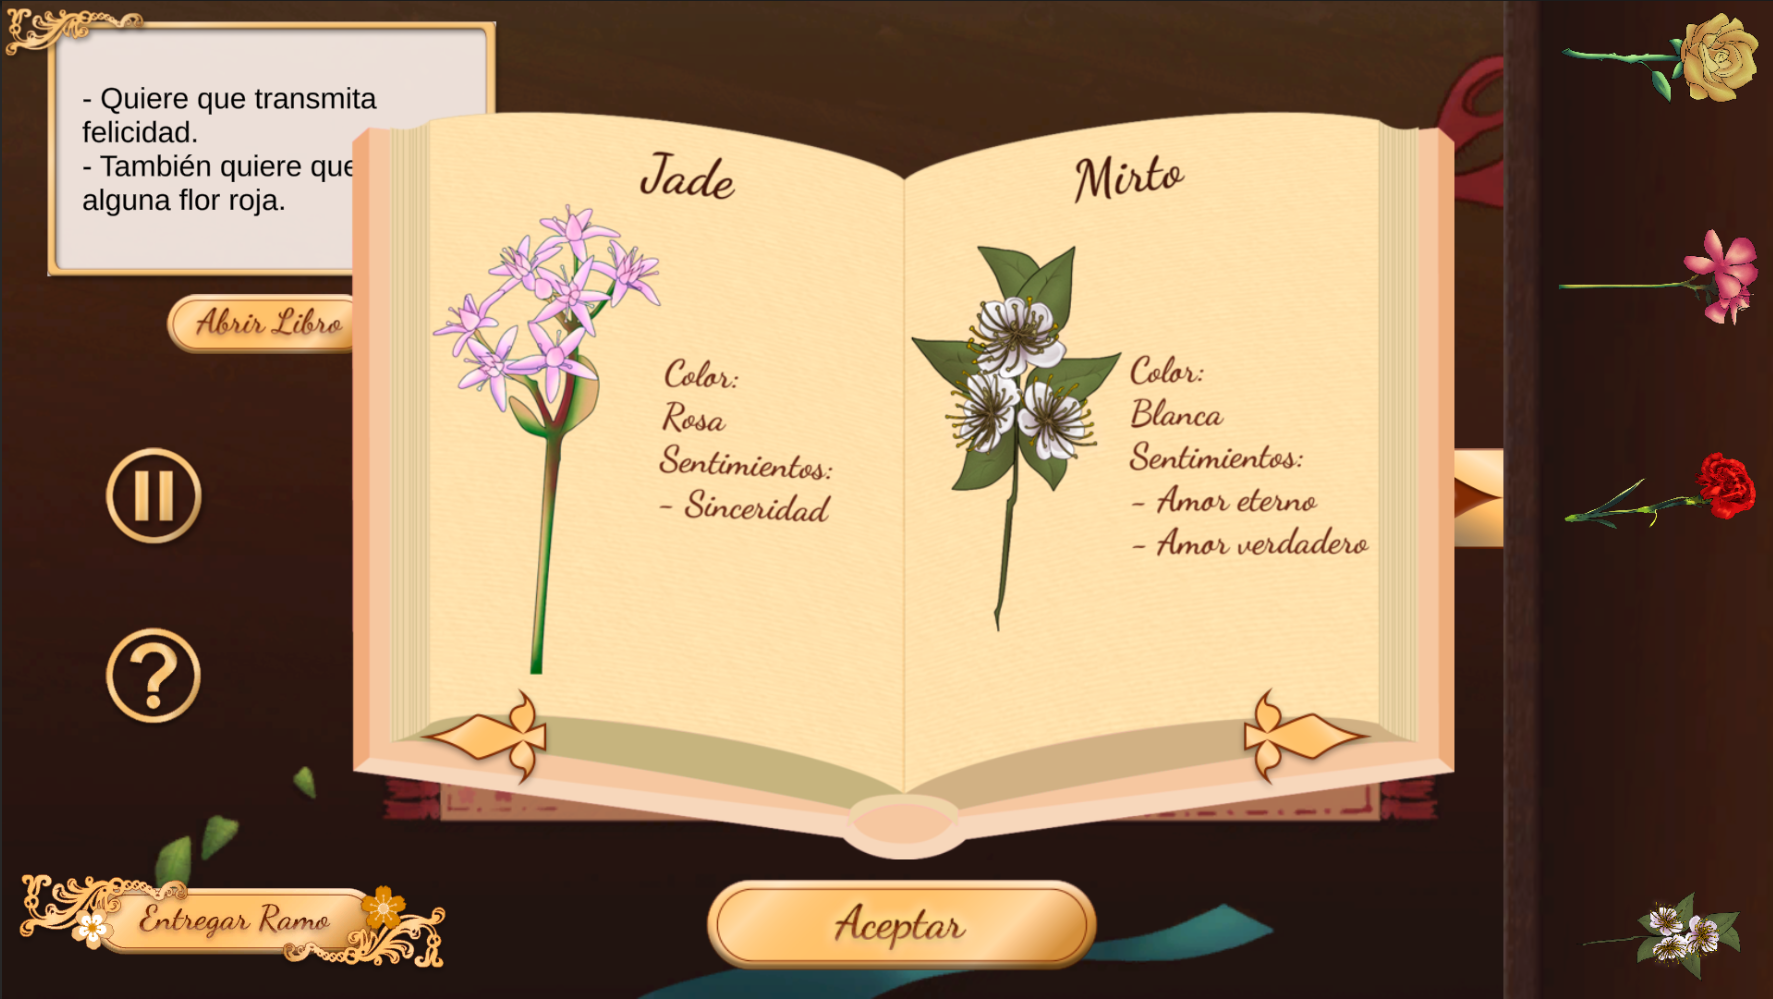 - Quiere que transmita
felicidad.
- También quiere que
alguna flor roja.
Abrir Libro
Jade
Color:
Rosa
Sentimientos:
- Sinceridad
Mirto
Color:
Blanca
Sentimientos:
- Amor eterno
- Amor verdadero
Entregar Ramo
Aceptar